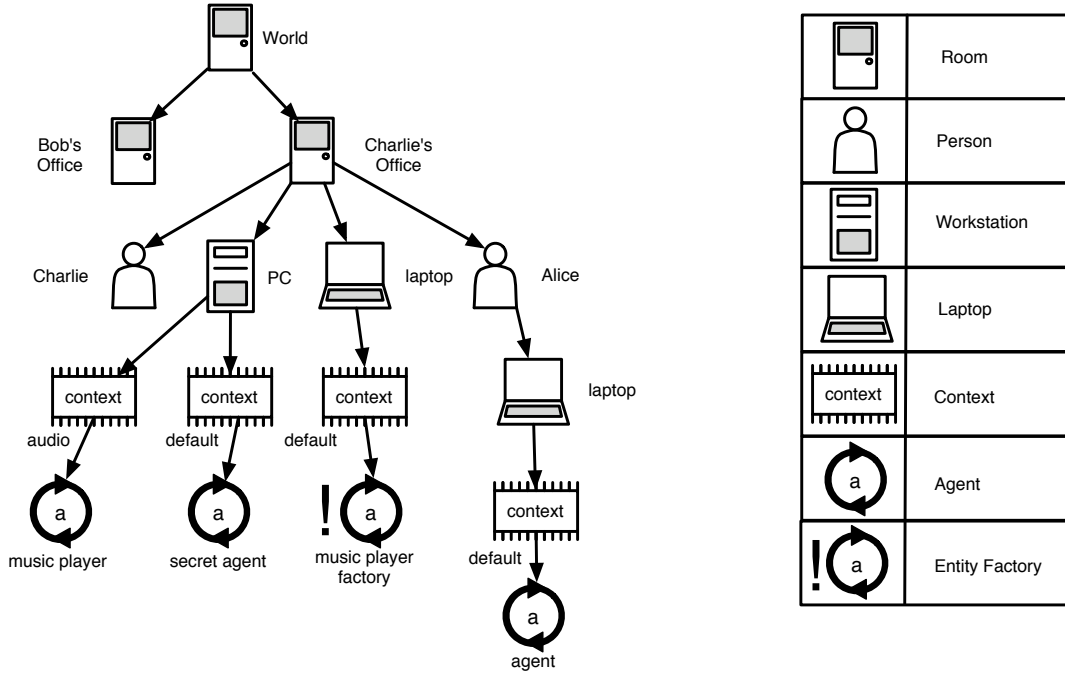 World
Bob's
Office
Charlie's
Office
Charlie
PC
laptop
Alice
context
context
context
laptop
audio
default
default
a
a
! a
context
music player
secret agent
music player
factory
default
a
agent
Room
Person
Workstation
Laptop
context
Context
a
Agent
! a
Entity Factory